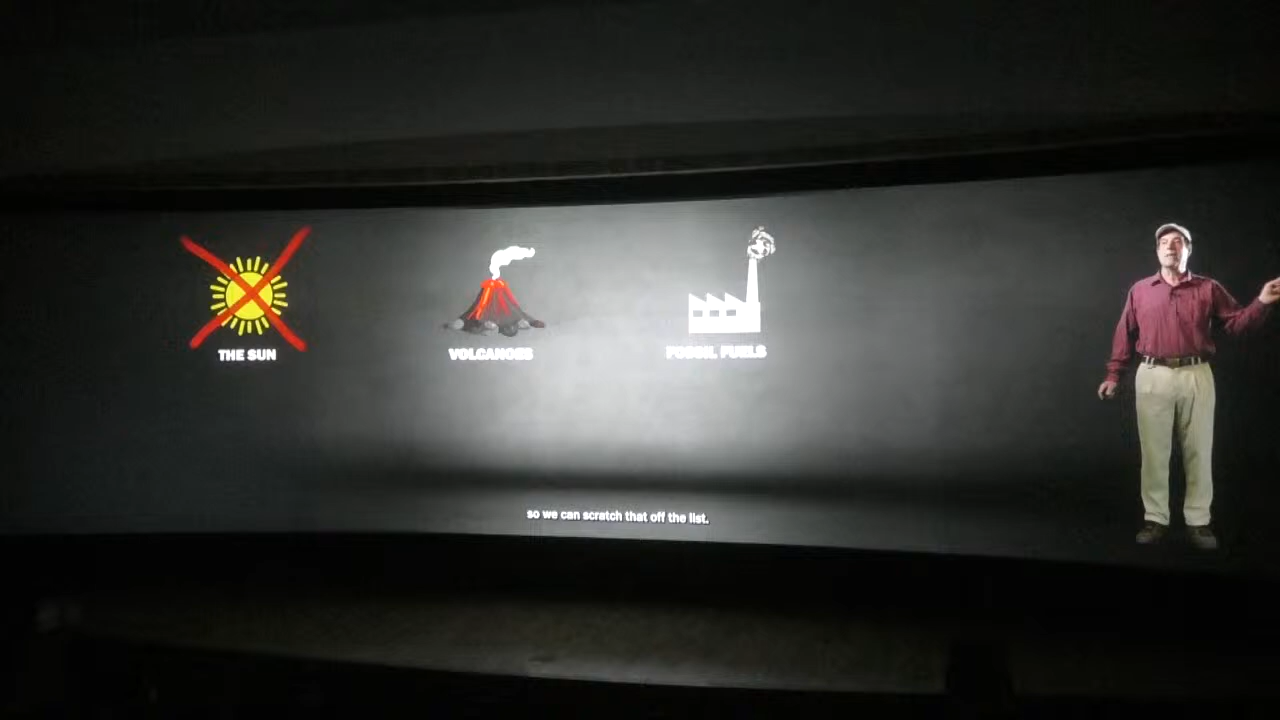 THE SUN
VOLCANOES
FOSSIL FUELS
so we can scratch that off the list.